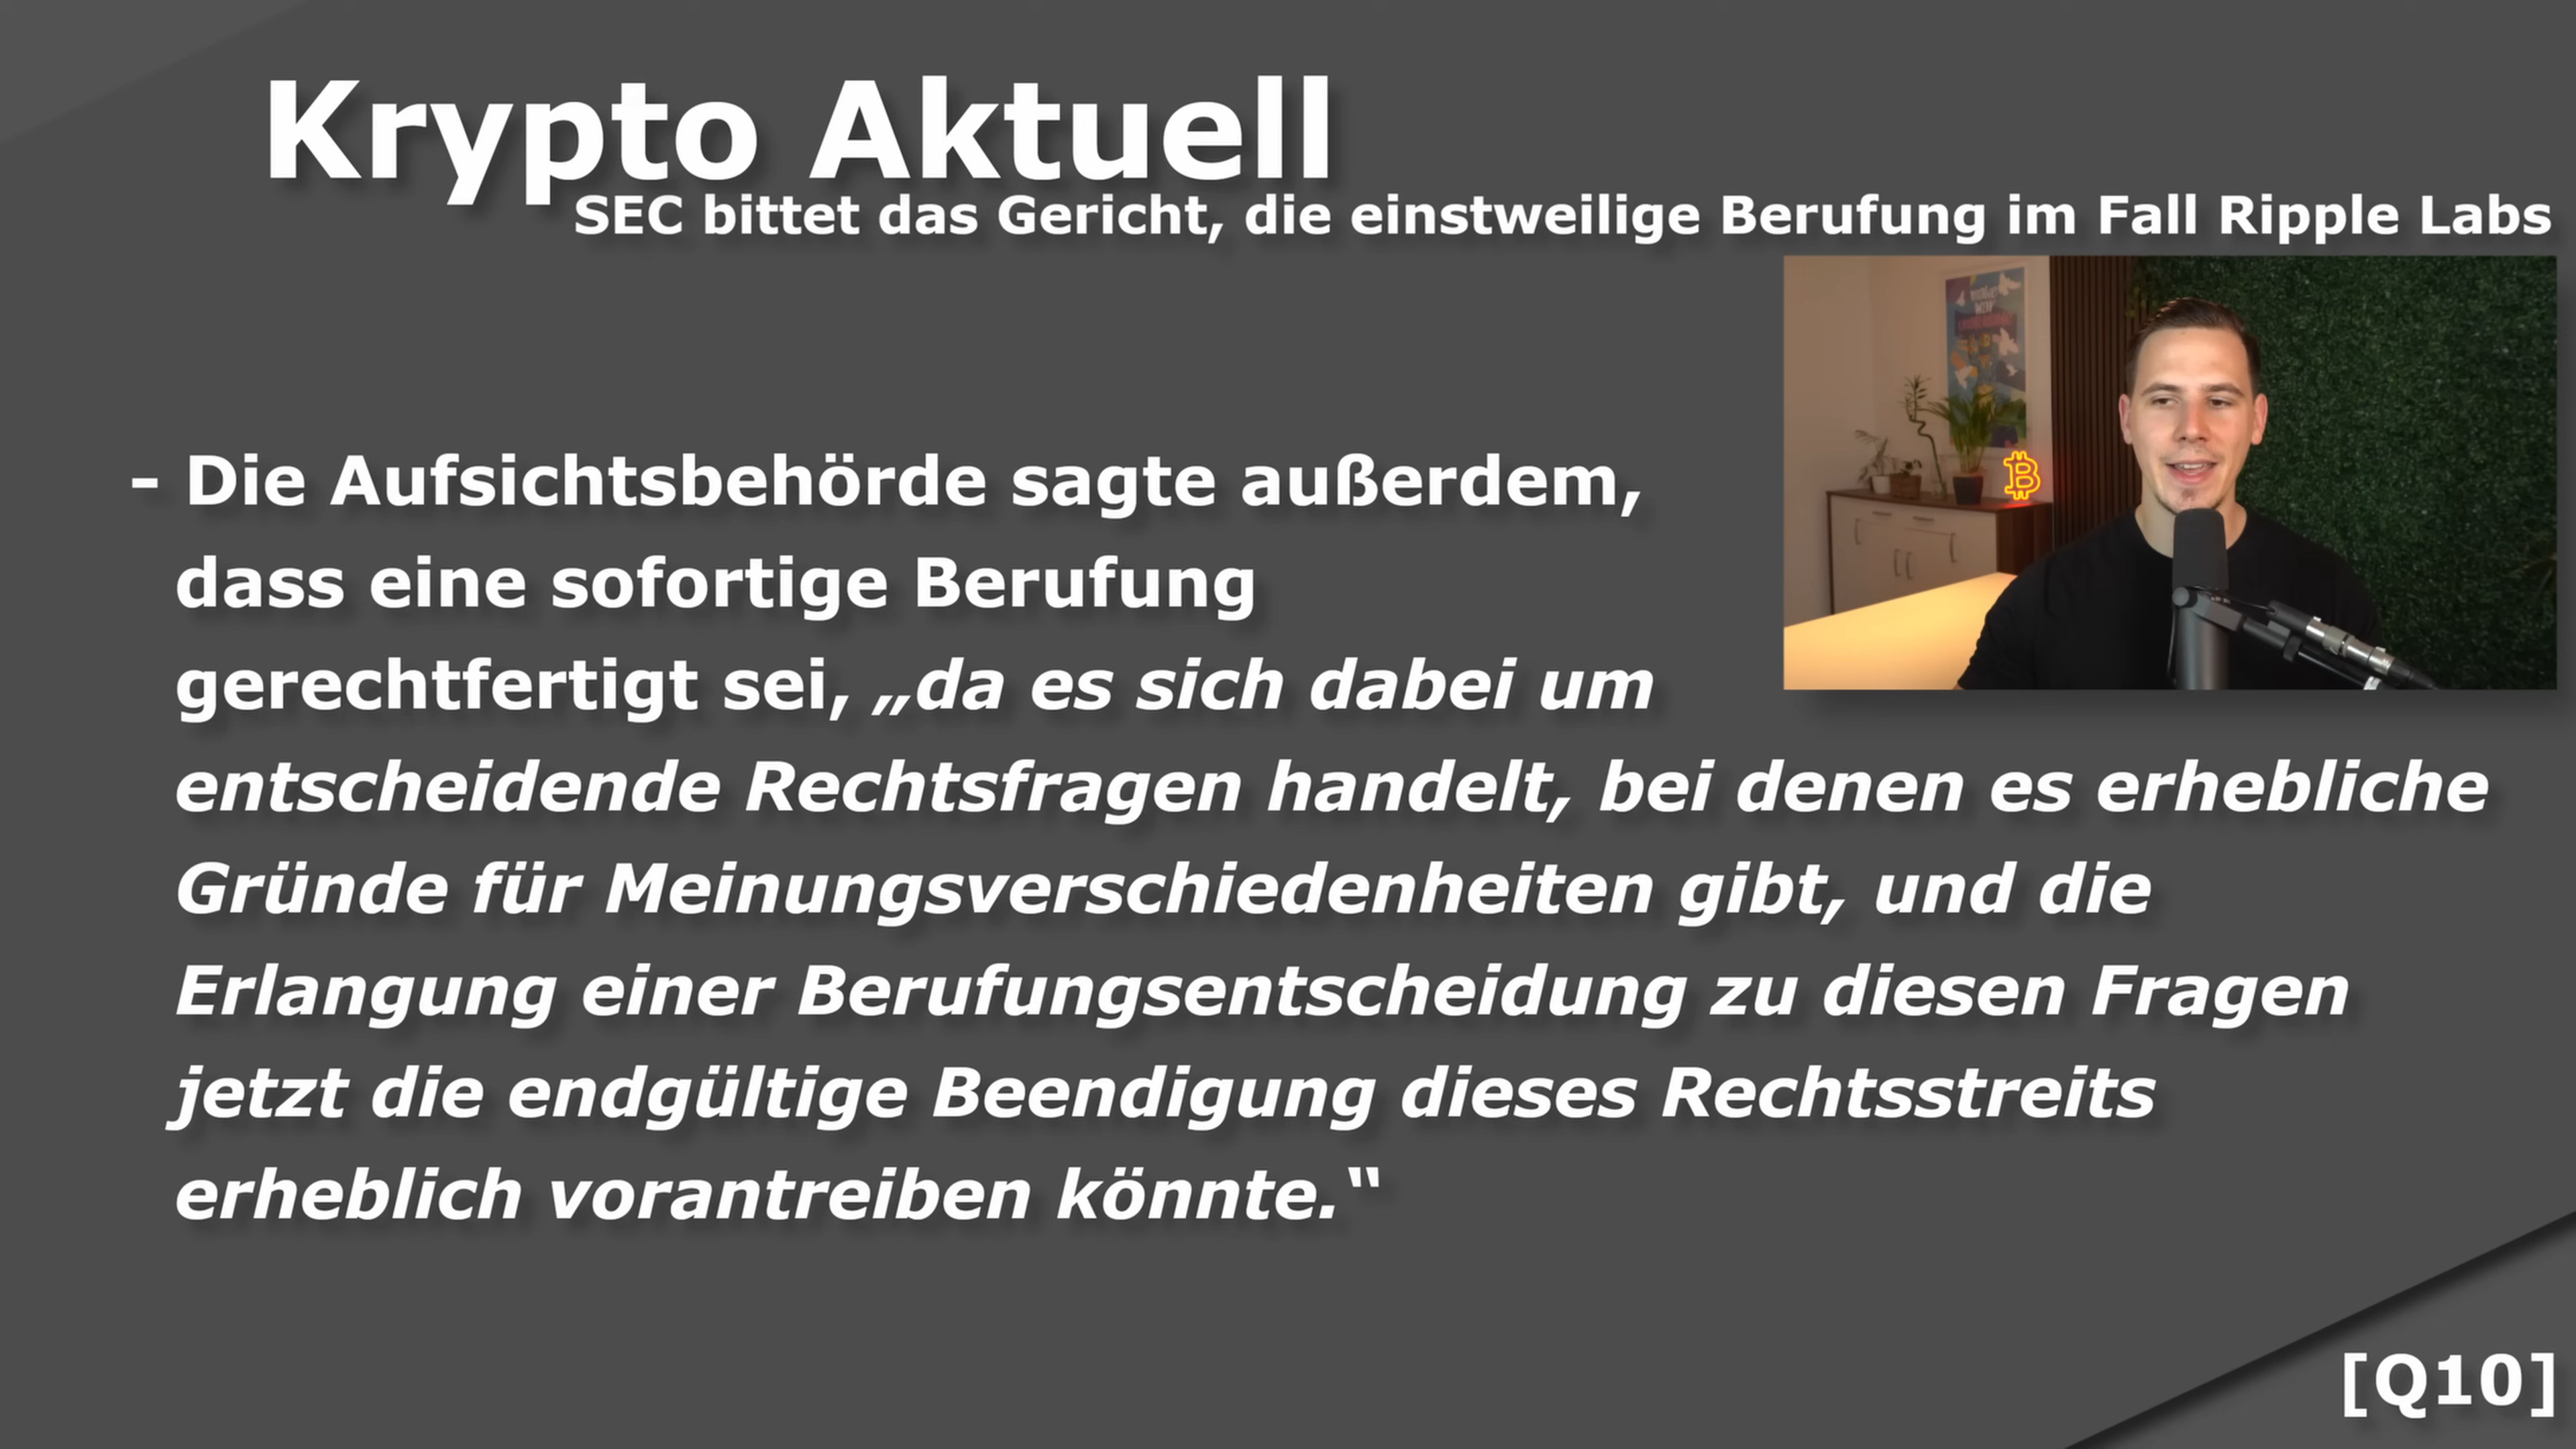 Krypto Aktuell
SEC bittet das Gericht, die einstweilige Berufung im Fall Ripple Labs
- Die Aufsichtsbehörde sagte außerdem,
dass eine sofortige Berufung
gerechtfertigt sei, „da es sich dabei um
entscheidende Rechtsfragen handelt, bei denen es erhebliche
Gründe für Meinungsverschiedenheiten gibt, und die
Erlangung einer Berufungsentscheidung zu diesen Fragen
jetzt die endgültige Beendigung dieses Rechtsstreits
erheblich vorantreiben könnte.“
[Q10]